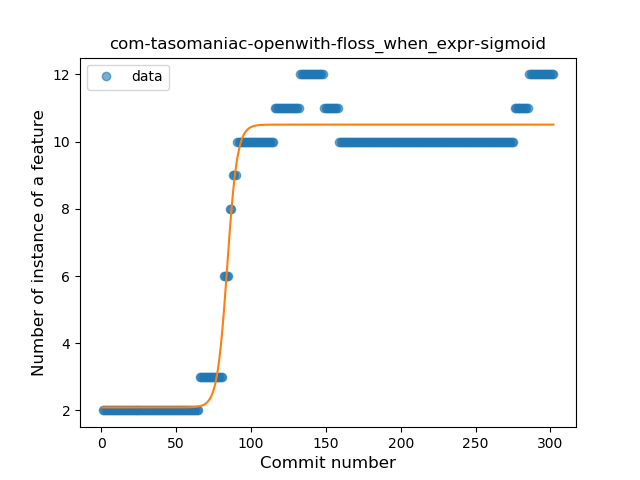 com-tasomaniac-openwith-floss_when_expr-sigmoid
data
Number of instance of a feature
12
10
8
6
4
2
0 50 100 150 200 250 300
Commit number